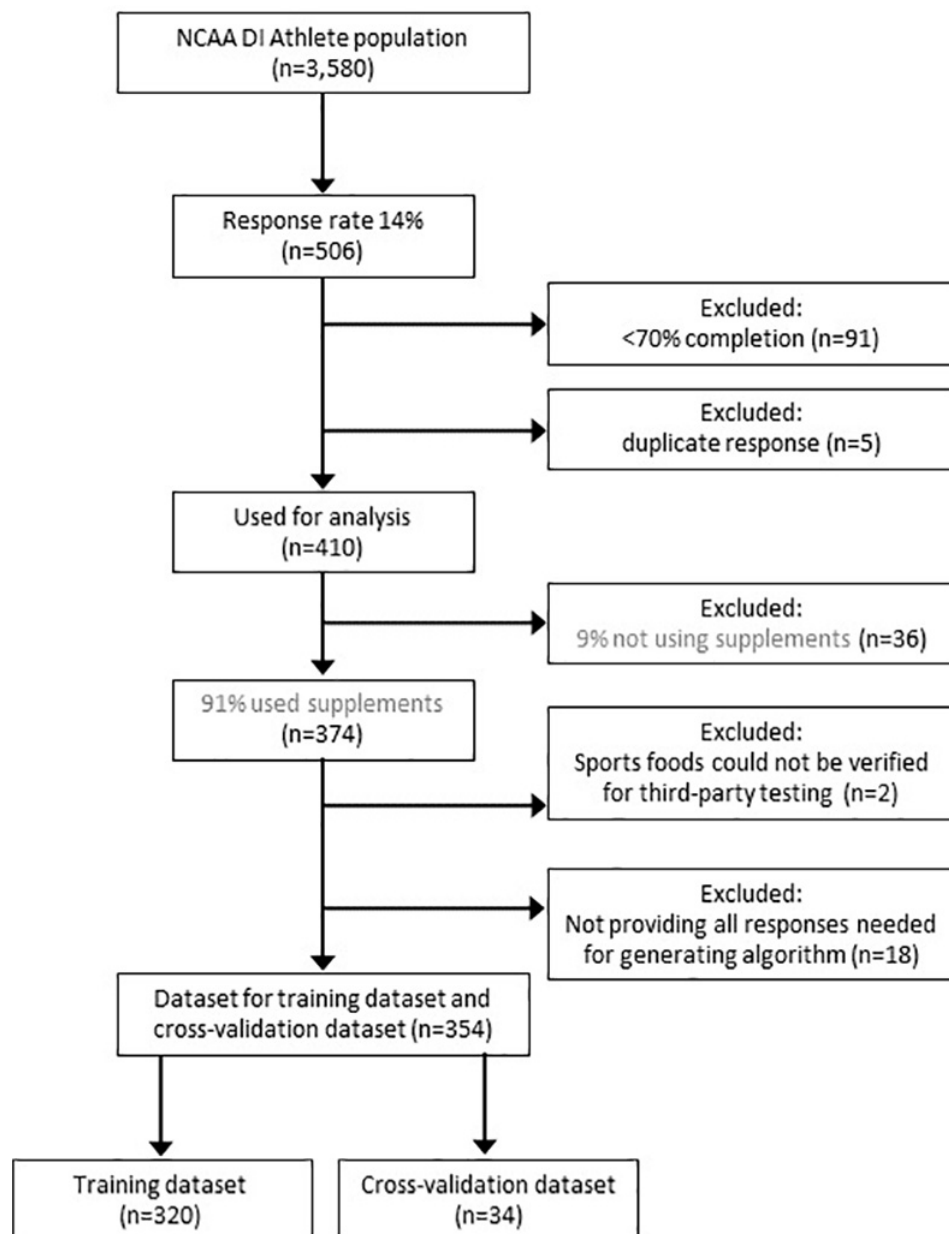 NCAA DI Athlete population
(n=3,580)
Response rate 14%
(n=506)
Excluded:
<70% completion (n=91)
Excluded:
duplicate response (n=5)
Used for analysis
(n=410)
Excluded:
9% not using supplements (n=36)
91% used supplements
(n=374)
Excluded:
Sports foods could not be verified
for third-party testing (n=2)
Excluded:
Not providing all responses needed
for generating algorithm (n=18)
Dataset for training dataset and
cross-validation dataset (n=354)
Training dataset
(n=320)
Cross-validation dataset
(n=34)